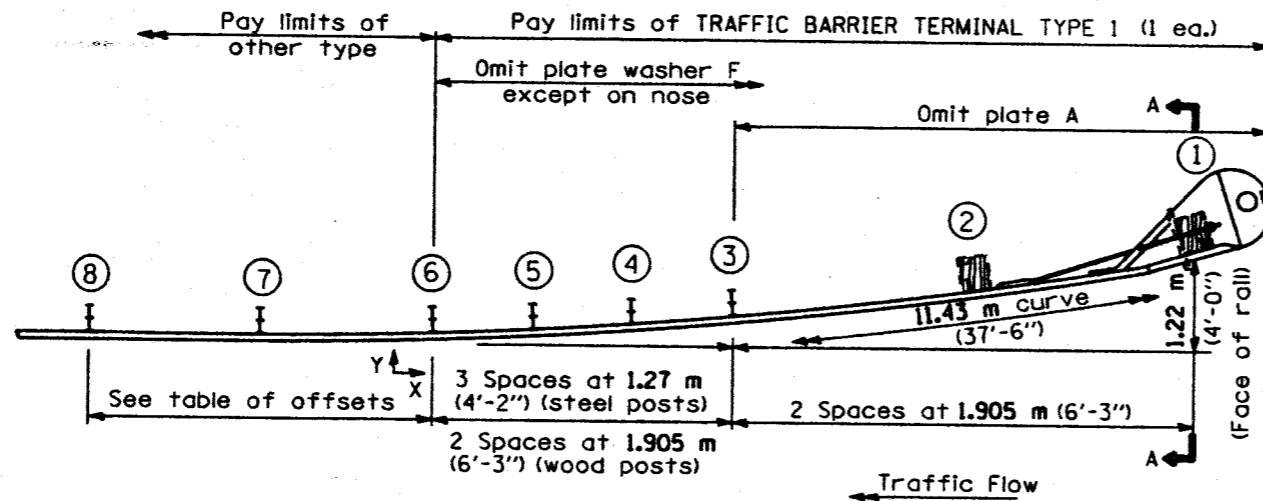 Pay limits of
other type
Pay limits of TRAFFIC BARRIER TERMINAL TYPE 1 (1 ea.)
Omit plate washer F
except on nose
Omit plate A
A
1
2
3
4
5
6
7
8
11.43 m curve
(37'-6")
1.22 m
(4'-0")
(Face of rail)
Y
X
See table of offsets
3 Spaces at 1.27 m
(4'-2") (steel posts)
2 Spaces at 1.905 m (6'-3")
2 Spaces at 1.905 m
(6'-3") (wood posts)
A
Traffic Flow